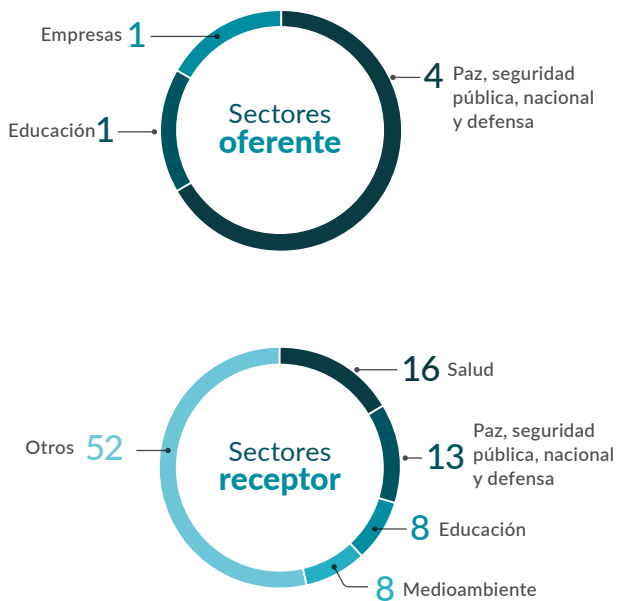 Empresas 1
4 Paz, seguridad
pública, nacional
y defensa
Educación 1
Sectores
oferente
16 Salud
Otros 52
Sectores
receptor
13 Paz, seguridad
pública, nacional
y defensa
8 Educación
8 Medioambiente